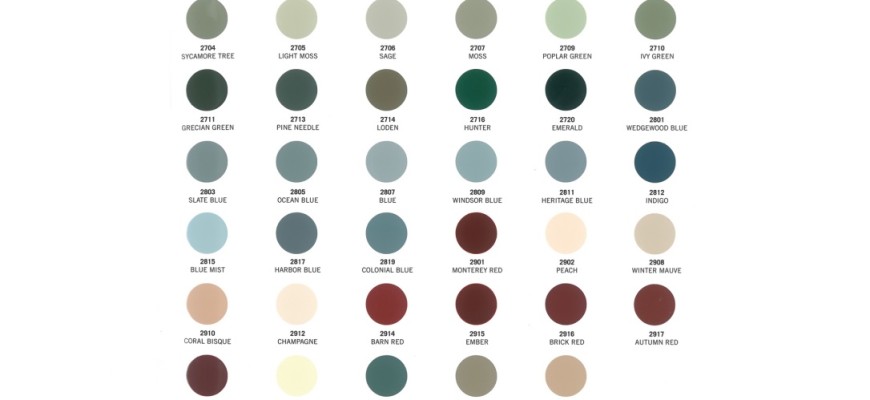 2704 2705 2706 2707 2709 2710
SYCAMORE TREE LIGHT MOSS SAGE MOSS POPLAR GREEN IVY GREEN
2711 2713 2714 2716 2720 2801
GRECIAN GREEN PINE NEEDLE LODEN HUNTER EMERALD WEDGEWOOD BLUE
2803 2805 2807 2809 2811 2812
SLATE BLUE OCEAN BLUE BLUE WINDSOR BLUE HERITAGE BLUE INDIGO
2815 2817 2819 2901 2902 2908
BLUE MIST HARBOR BLUE COLONIAL BLUE MONTEREY RED PEACH WINTER MAUVE
2910 2912 2914 2915 2916 2917
CORAL BISQUE CHAMPAGNE BARN RED EMBER BRICK RED AUTUMN RED